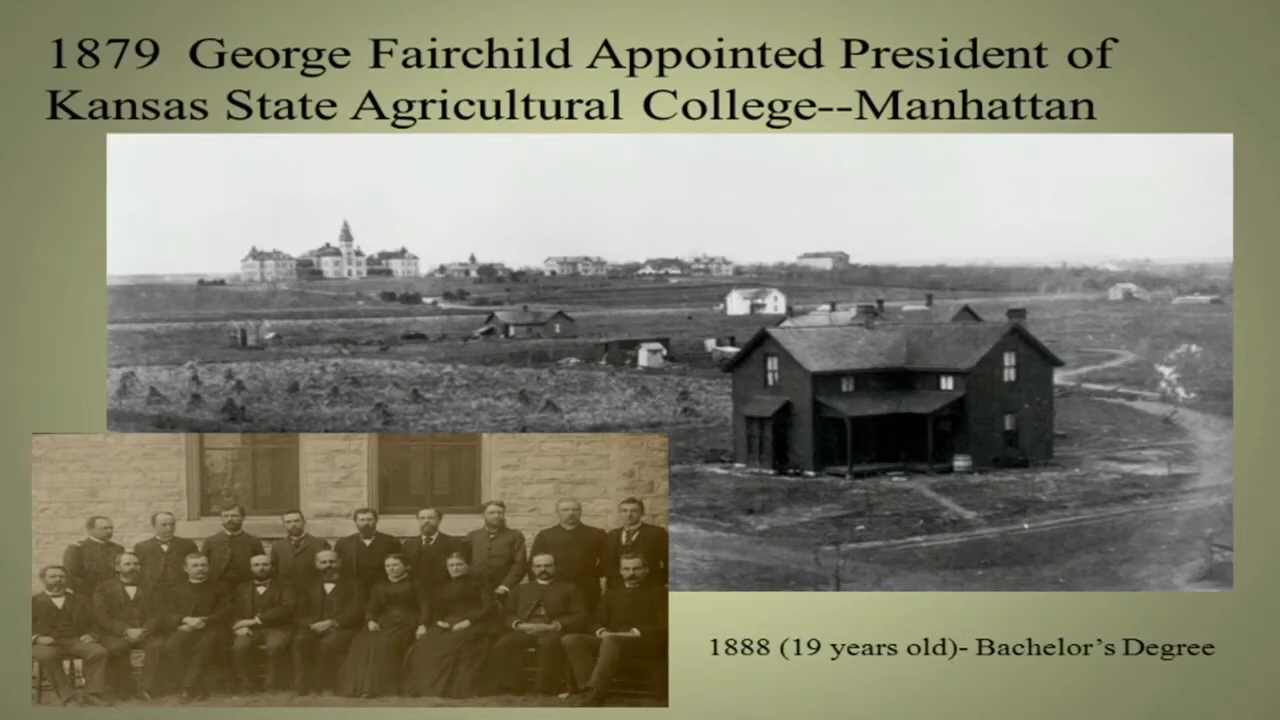 1879 George Fairchild Appointed President of
Kansas State Agricultural College--Manhattan
1888 (19 years old)- Bachelor's Degree